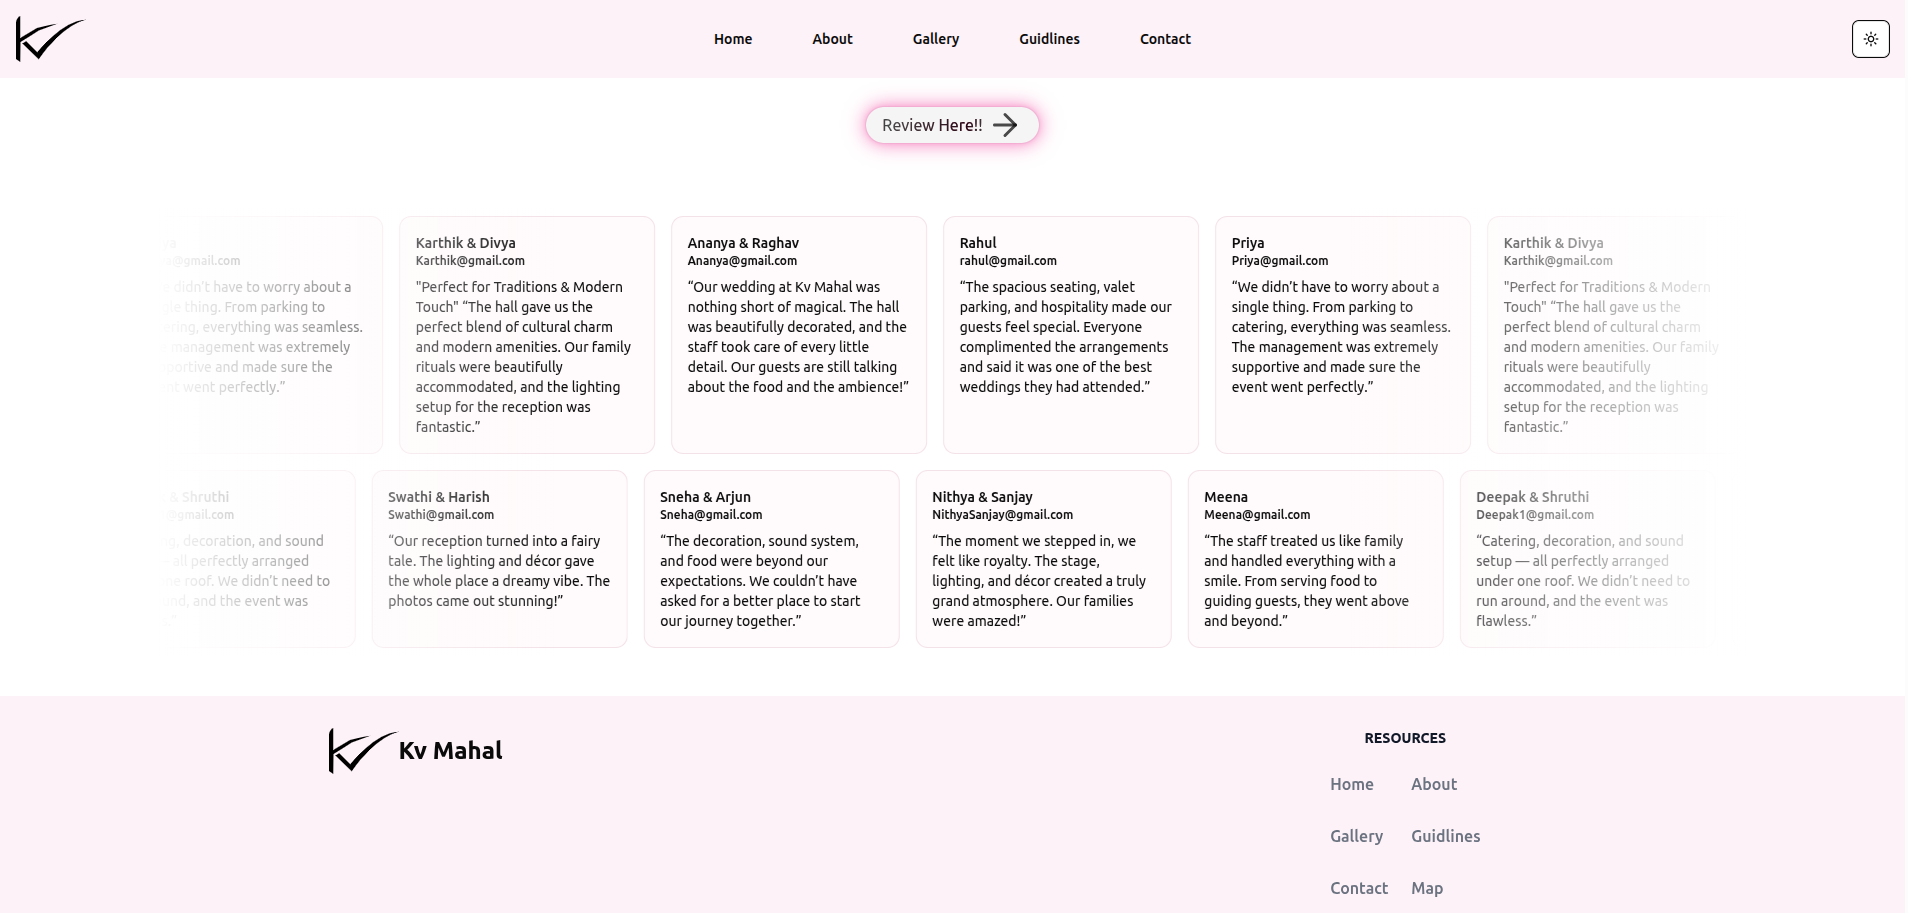 Home About Gallery Guidlines Contact
Review Here!!
@gmail.com
didn’t have to worry about a
thing. From parking to
everything was seamless.
management was extremely
and made sure the
went perfectly.”
Karthik & Divya
Karthik@gmail.com
"Perfect for Traditions & Modern
Touch" “The hall gave us the
perfect blend of cultural charm
and modern amenities. Our family
rituals were beautifully
accommodated, and the lighting
setup for the reception was
fantastic.”
Ananya & Raghav
Ananya@gmail.com
“Our wedding at Kv Mahal was
nothing short of magical. The hall
was beautifully decorated, and the
staff took care of every little
detail. Our guests are still talking
about the food and the ambience!”
Rahul
rahul@gmail.com
“The spacious seating, valet
parking, and hospitality made our
guests feel special. Everyone
complimented the arrangements
and said it was one of the best
weddings they had attended.”
Priya
Priya@gmail.com
“We didn’t have to worry about a
single thing. From parking to
catering, everything was seamless.
The management was extremely
supportive and made sure the
event went perfectly.”
Karthik & Divya
Karthik@gmail.com
"Perfect for Traditions & Modern
Touch" “The hall gave us the
perfect blend of cultural charm
and modern amenities. Our family
rituals were beautifully
accommodated, and the lighting
setup for the reception was
fantastic.”
& Shruthi
@gmail.com
decoration, and sound
all perfectly arranged
roof. We didn’t need to
and the event was
Swathi & Harish
Swathi@gmail.com
“Our reception turned into a fairy
tale. The lighting and décor gave
the whole place a dreamy vibe. The
photos came out stunning!”
Sneha & Arjun
Sneha@gmail.com
“The decoration, sound system,
and food were beyond our
expectations. We couldn’t have
asked for a better place to start
our journey together.”
Nithya & Sanjay
NithyaSanjay@gmail.com
“The moment we stepped in, we
felt like royalty. The stage,
lighting, and décor created a truly
grand atmosphere. Our families
were amazed!”
Meena
Meena@gmail.com
“The staff treated us like family
and handled everything with a
smile. From serving food to
guiding guests, they went above
and beyond.”
Deepak & Shruthi
Deepak1@gmail.com
“Catering, decoration, and sound
setup — all perfectly arranged
under one roof. We didn’t need to
run around, and the event was
flawless.”
Kv Mahal
RESOURCES
Home About
Gallery Guidlines
Contact Map